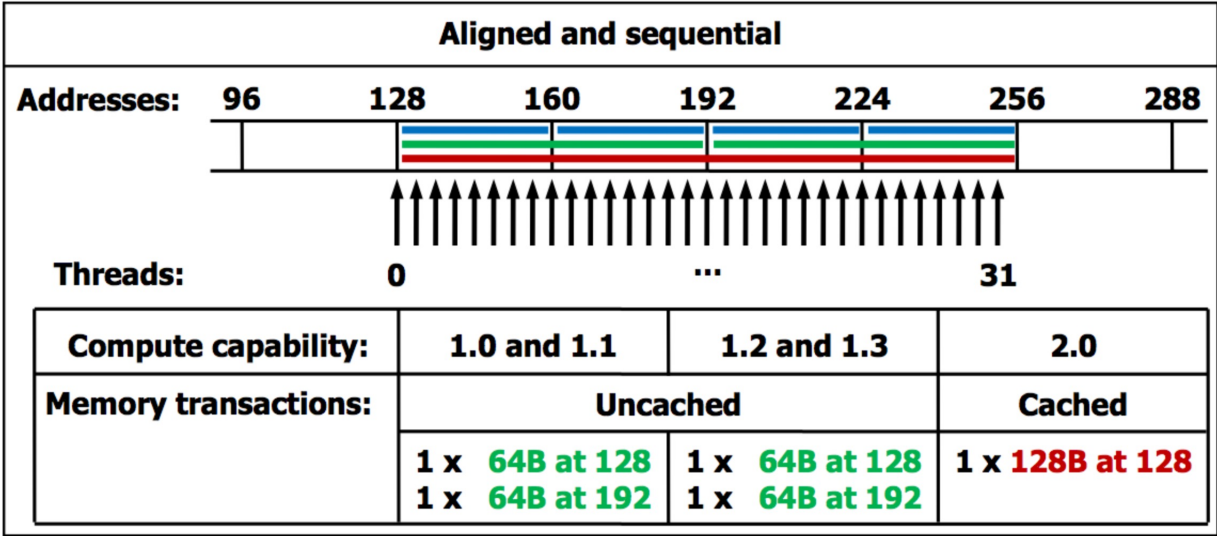 Aligned and sequential
Addresses: 96 128 160 192 224 256 288
Threads: 0 ... 31
Compute capability: 1.0 and 1.1 1.2 and 1.3 2.0
Memory transactions: Uncached Cached
1 x 64B at 128 1 x 64B at 128 1 x 128B at 128
1 x 64B at 192 1 x 64B at 192